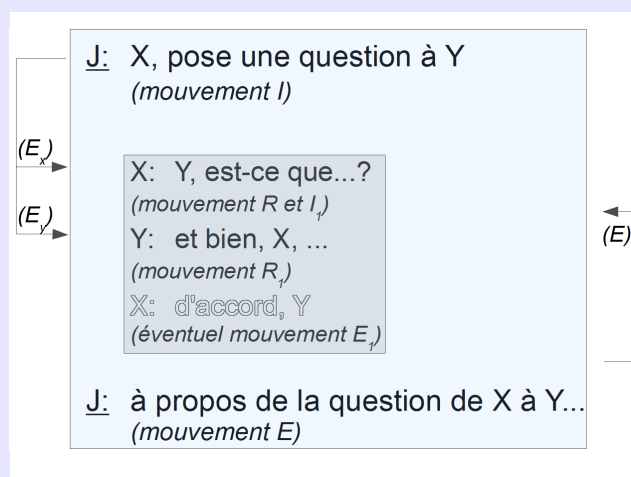 J: X, pose une question à Y
(mouvement I)
(Ex)
X: Y, est-ce que...?
(mouvement R et I1)
(Ey)
Y: et bien, X, ...
(E)
(mouvement R1)
X: d'accord, Y
(éventuel mouvement E1)
J: à propos de la question de X à Y...
(mouvement E)